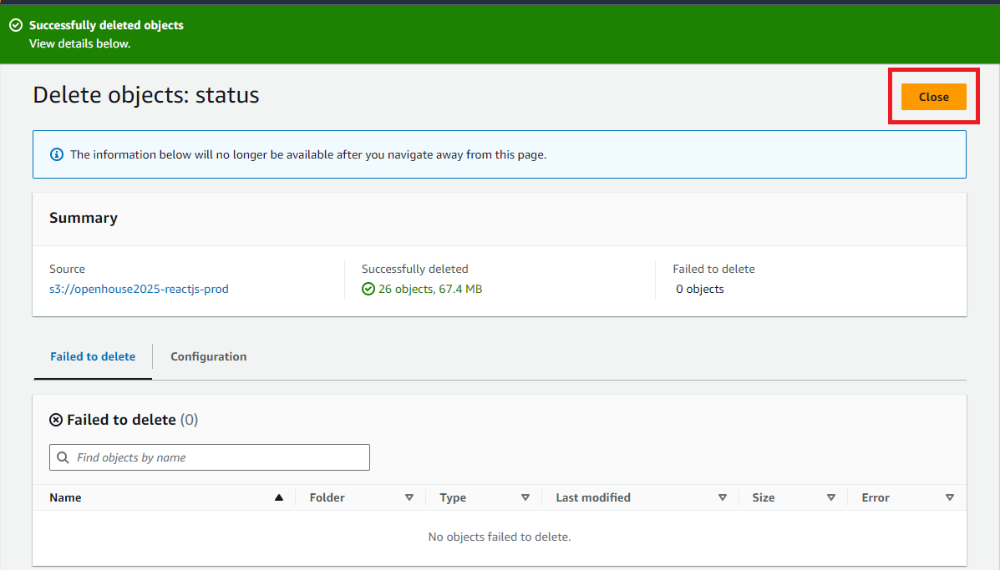 Successfully deleted objects
View details below.
Delete objects: status
Close
The information below will no longer be available after you navigate away from this page.
Summary
Source
s3://openhouse2025-reactjs-prod
Successfully deleted
26 objects, 67.4 MB
Failed to delete
0 objects
Failed to delete
Configuration
Failed to delete (0)
Find objects by name
Name Folder Type Last modified Size Error
No objects failed to delete.